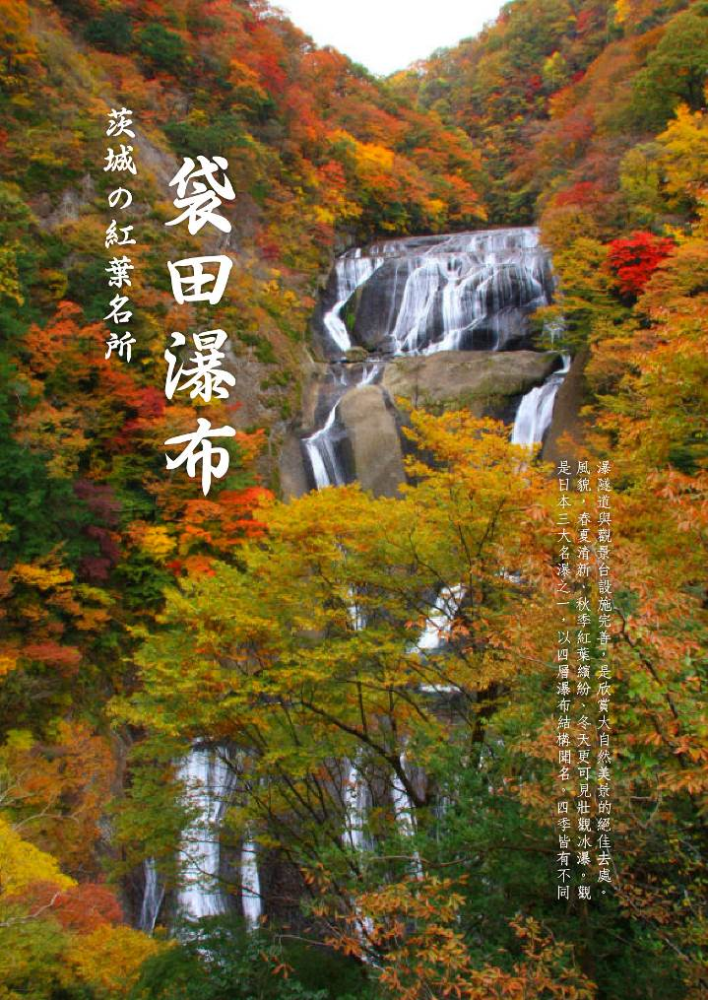 茨城の紅葉名所
袋田瀑布
是日本三大名瀑之一，以四層瀑布結構聞名。四季皆有不同
風貌，春夏清新、秋季紅葉繽紛、冬天更可見壯觀冰瀑。觀
瀑隧道與觀景台設施完善，是欣賞大自然美景的絕佳去處。